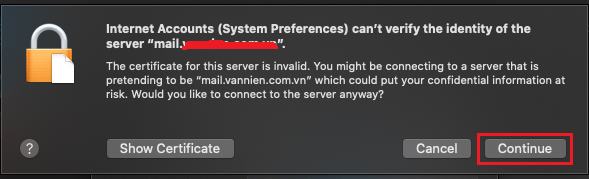 Internet Accounts (System Preferences) can't verify the identity of the
server “mail.
The certificate for this server is invalid. You might be connecting to a server that is
pretending to be “mail.vannien.com.vn” which could put your confidential information at
risk. Would you like to connect to the server anyway?
?
Show Certificate
Cancel
Continue